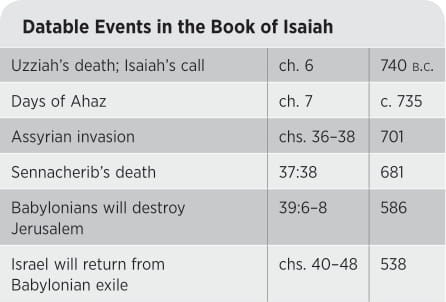 Datable Events in the Book of Isaiah
Uzziah’s death; Isaiah’s call ch. 6 740 B.C.
Days of Ahaz ch. 7 c. 735
Assyrian invasion chs. 36–38 701
Sennacherib’s death 37:38 681
Babylonians will destroy 39:6–8 586
Jerusalem
Israel will return from chs. 40–48 538
Babylonian exile